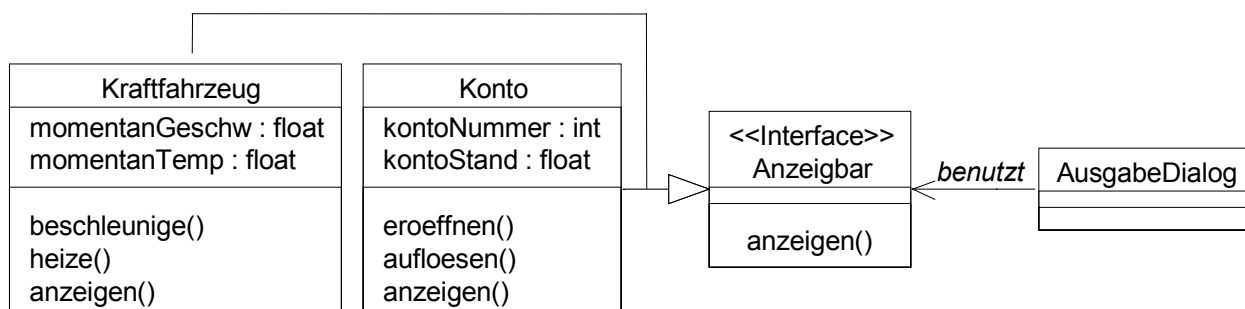 Kraftfahrzeug
momentanGeschw : float
momentanTemp : float
beschleunige()
heize()
anzeigen()
Konto
kontoNummer : int
kontoStand : float
eroeffnen()
aufloesen()
anzeigen()
<<Interface>>
Anzeigbar
anzeigen()
benutzt
AusgabeDialog